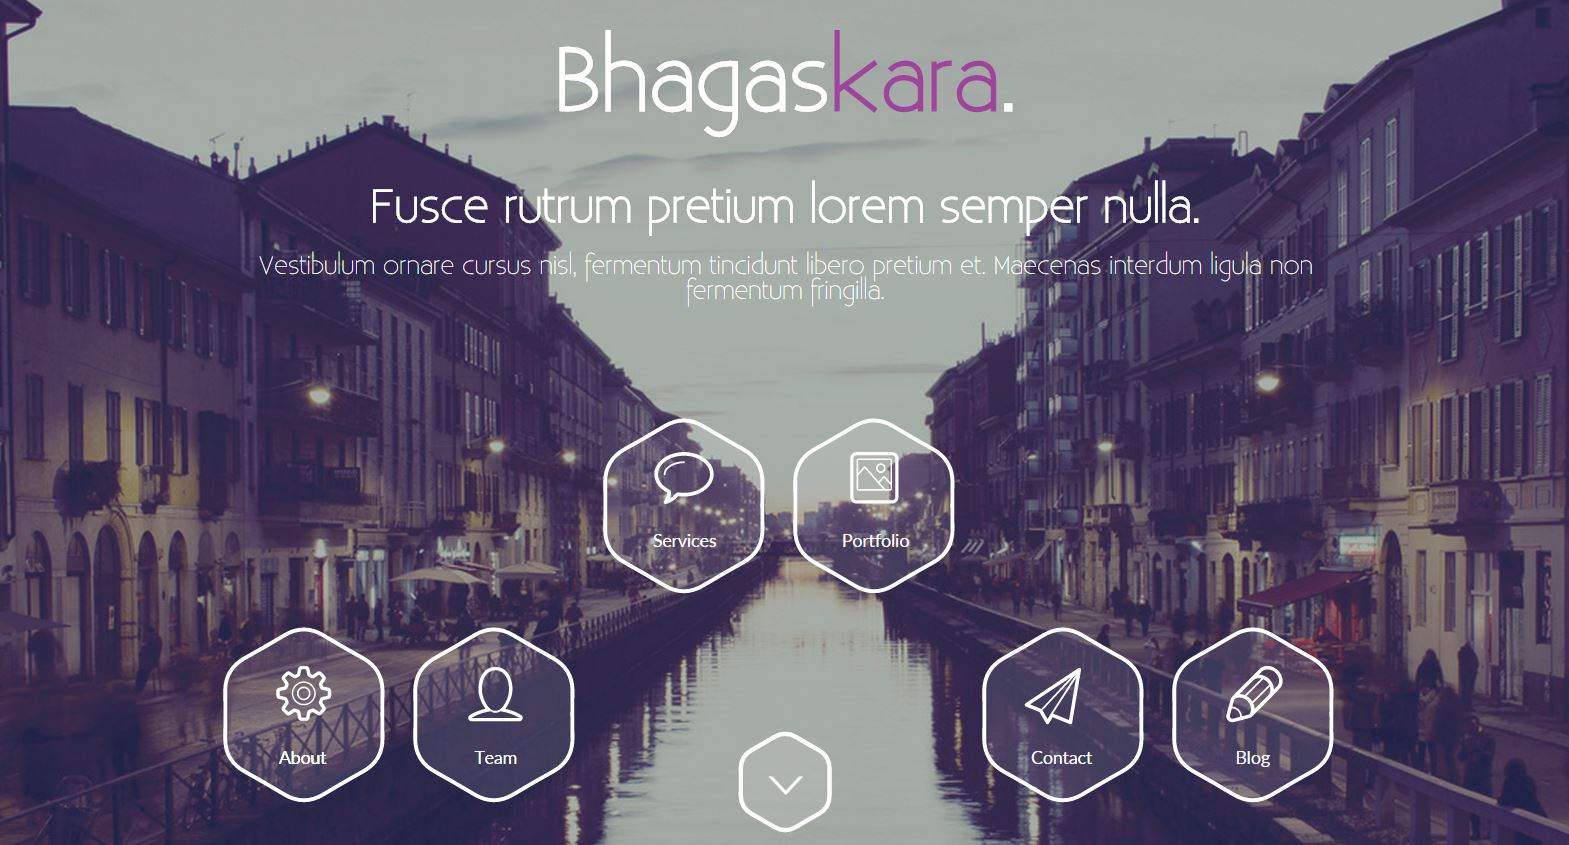 Bhagaskara.
Fusce rutrum pretium lorem semper nulla.
Vestibulum ornare cursus nisl, fermentum tincidunt libero pretium et. Maecenas interdum ligula non
fermentum fringilla.
Services
Portfolio
About
Team
Contact
Blog